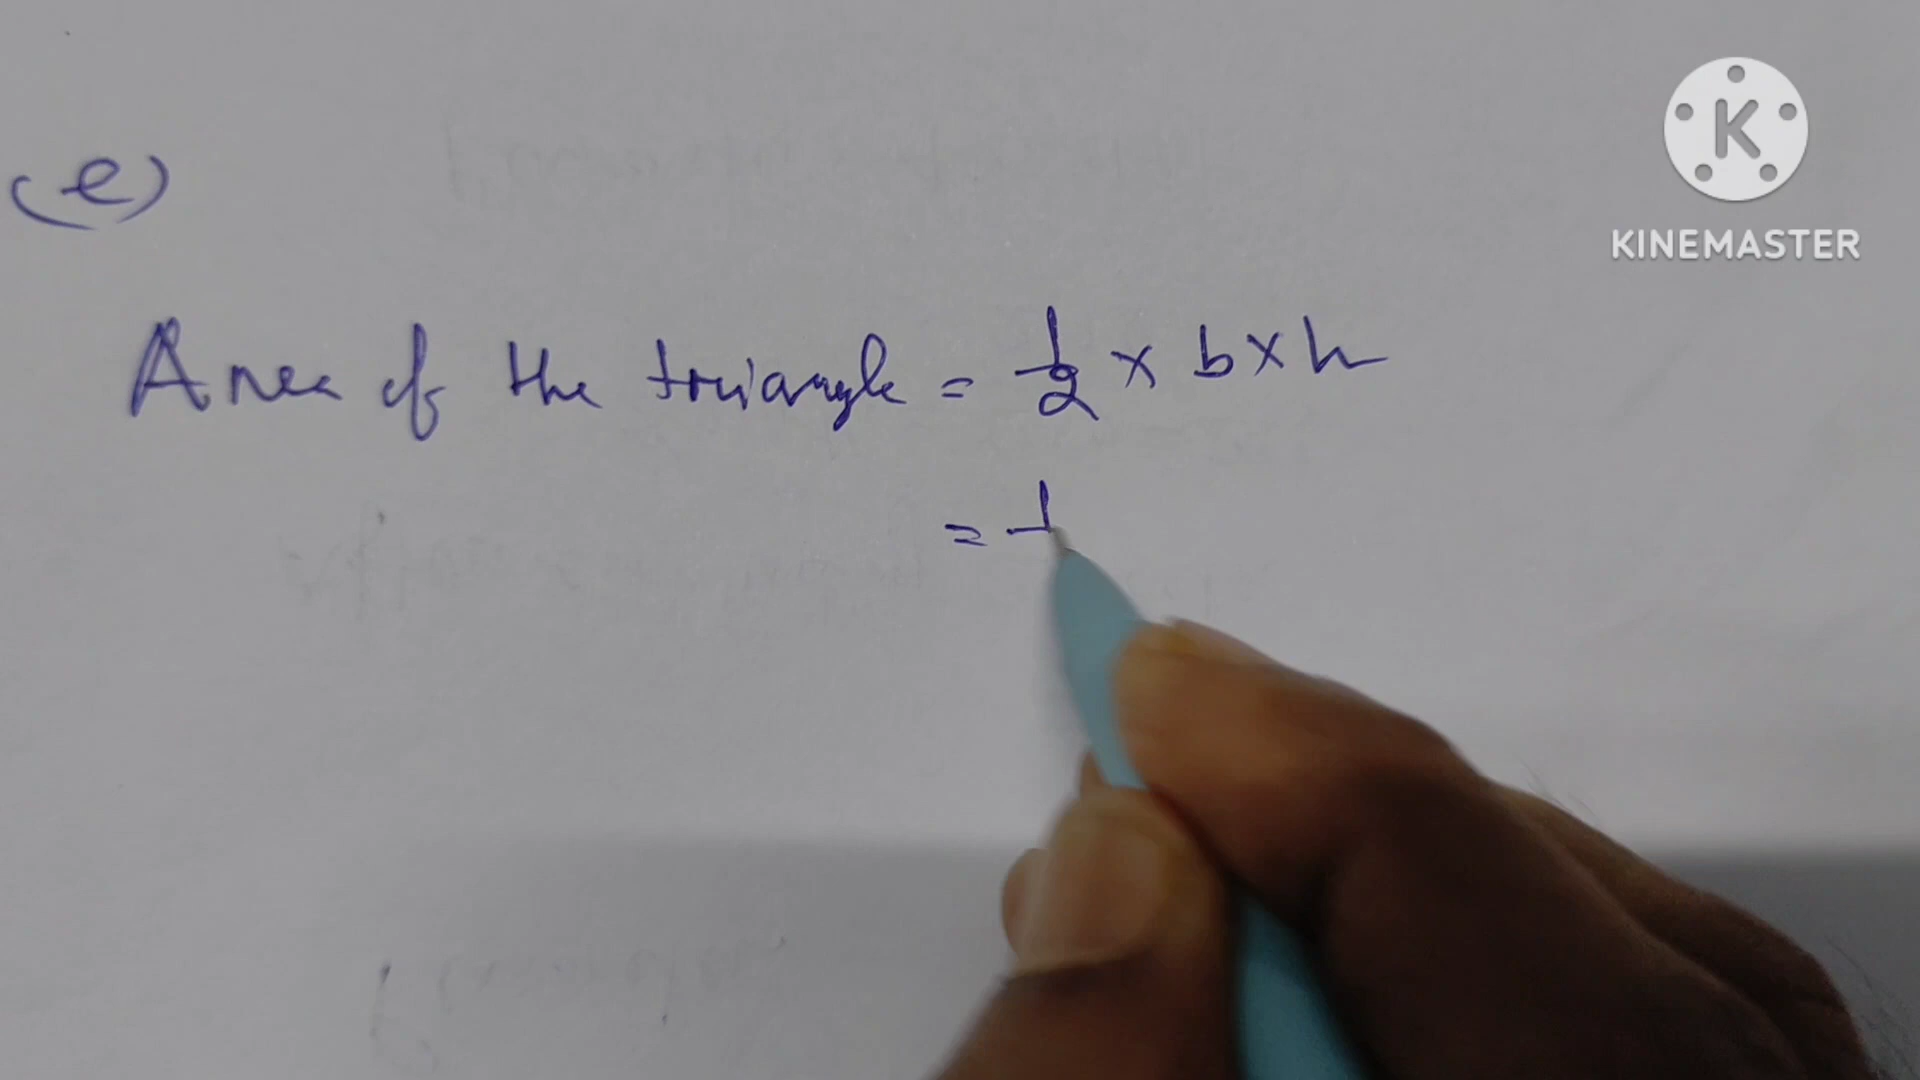 (e)
K
KINEMASTER
Area of the triangle = 1/2 × b × h
= 1